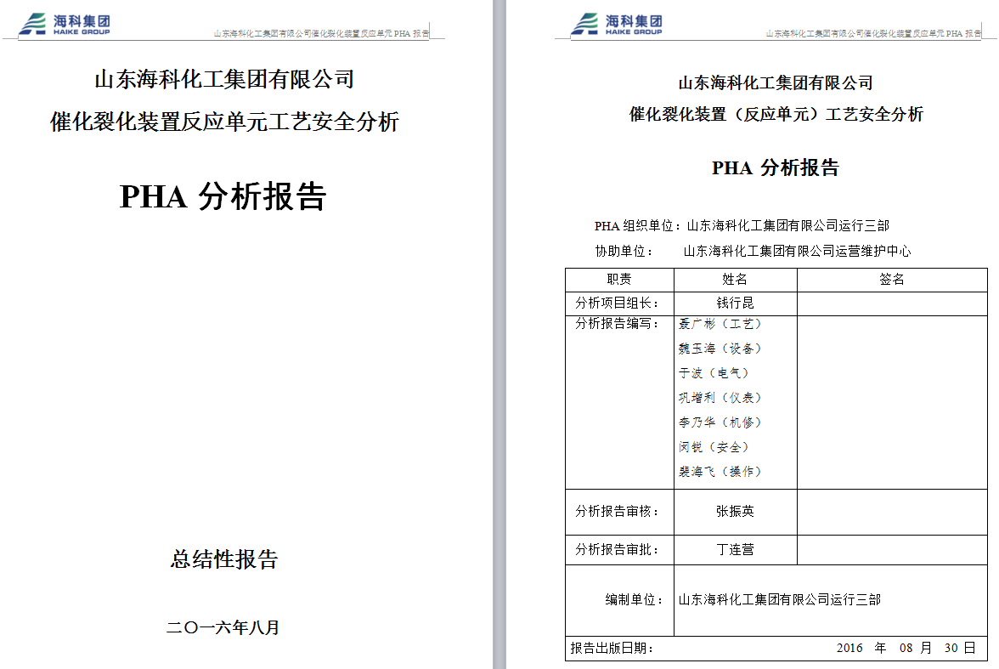 海科集团
HAIKE GROUP
山东海科化工集团有限公司催化裂化装置反应单元 PHA 报告
山东海科化工集团有限公司
催化裂化装置反应单元工艺安全分析
PHA 分析报告
总结性报告
二〇一六年八月
海科集团
HAIKE GROUP
山东海科化工集团有限公司催化裂化装置反应单元 PHA 报告
山东海科化工集团有限公司
催化裂化装置（反应单元）工艺安全分析
PHA 分析报告
PHA 组织单位：山东海科化工集团有限公司运行三部
协助单位： 山东海科化工集团有限公司运营维护中心
职责 姓名 签名
分析项目组长： 钱行昆
分析报告编写： 聂广彬（工艺）
魏玉海（设备）
于波（电气）
巩增利（仪表）
李乃华（机修）
闵锐（安全）
裴海飞（操作）
分析报告审核： 张振英
分析报告审批： 丁连营
编制单位： 山东海科化工集团有限公司运行三部
报告出版日期： 2016 年 08 月 30 日